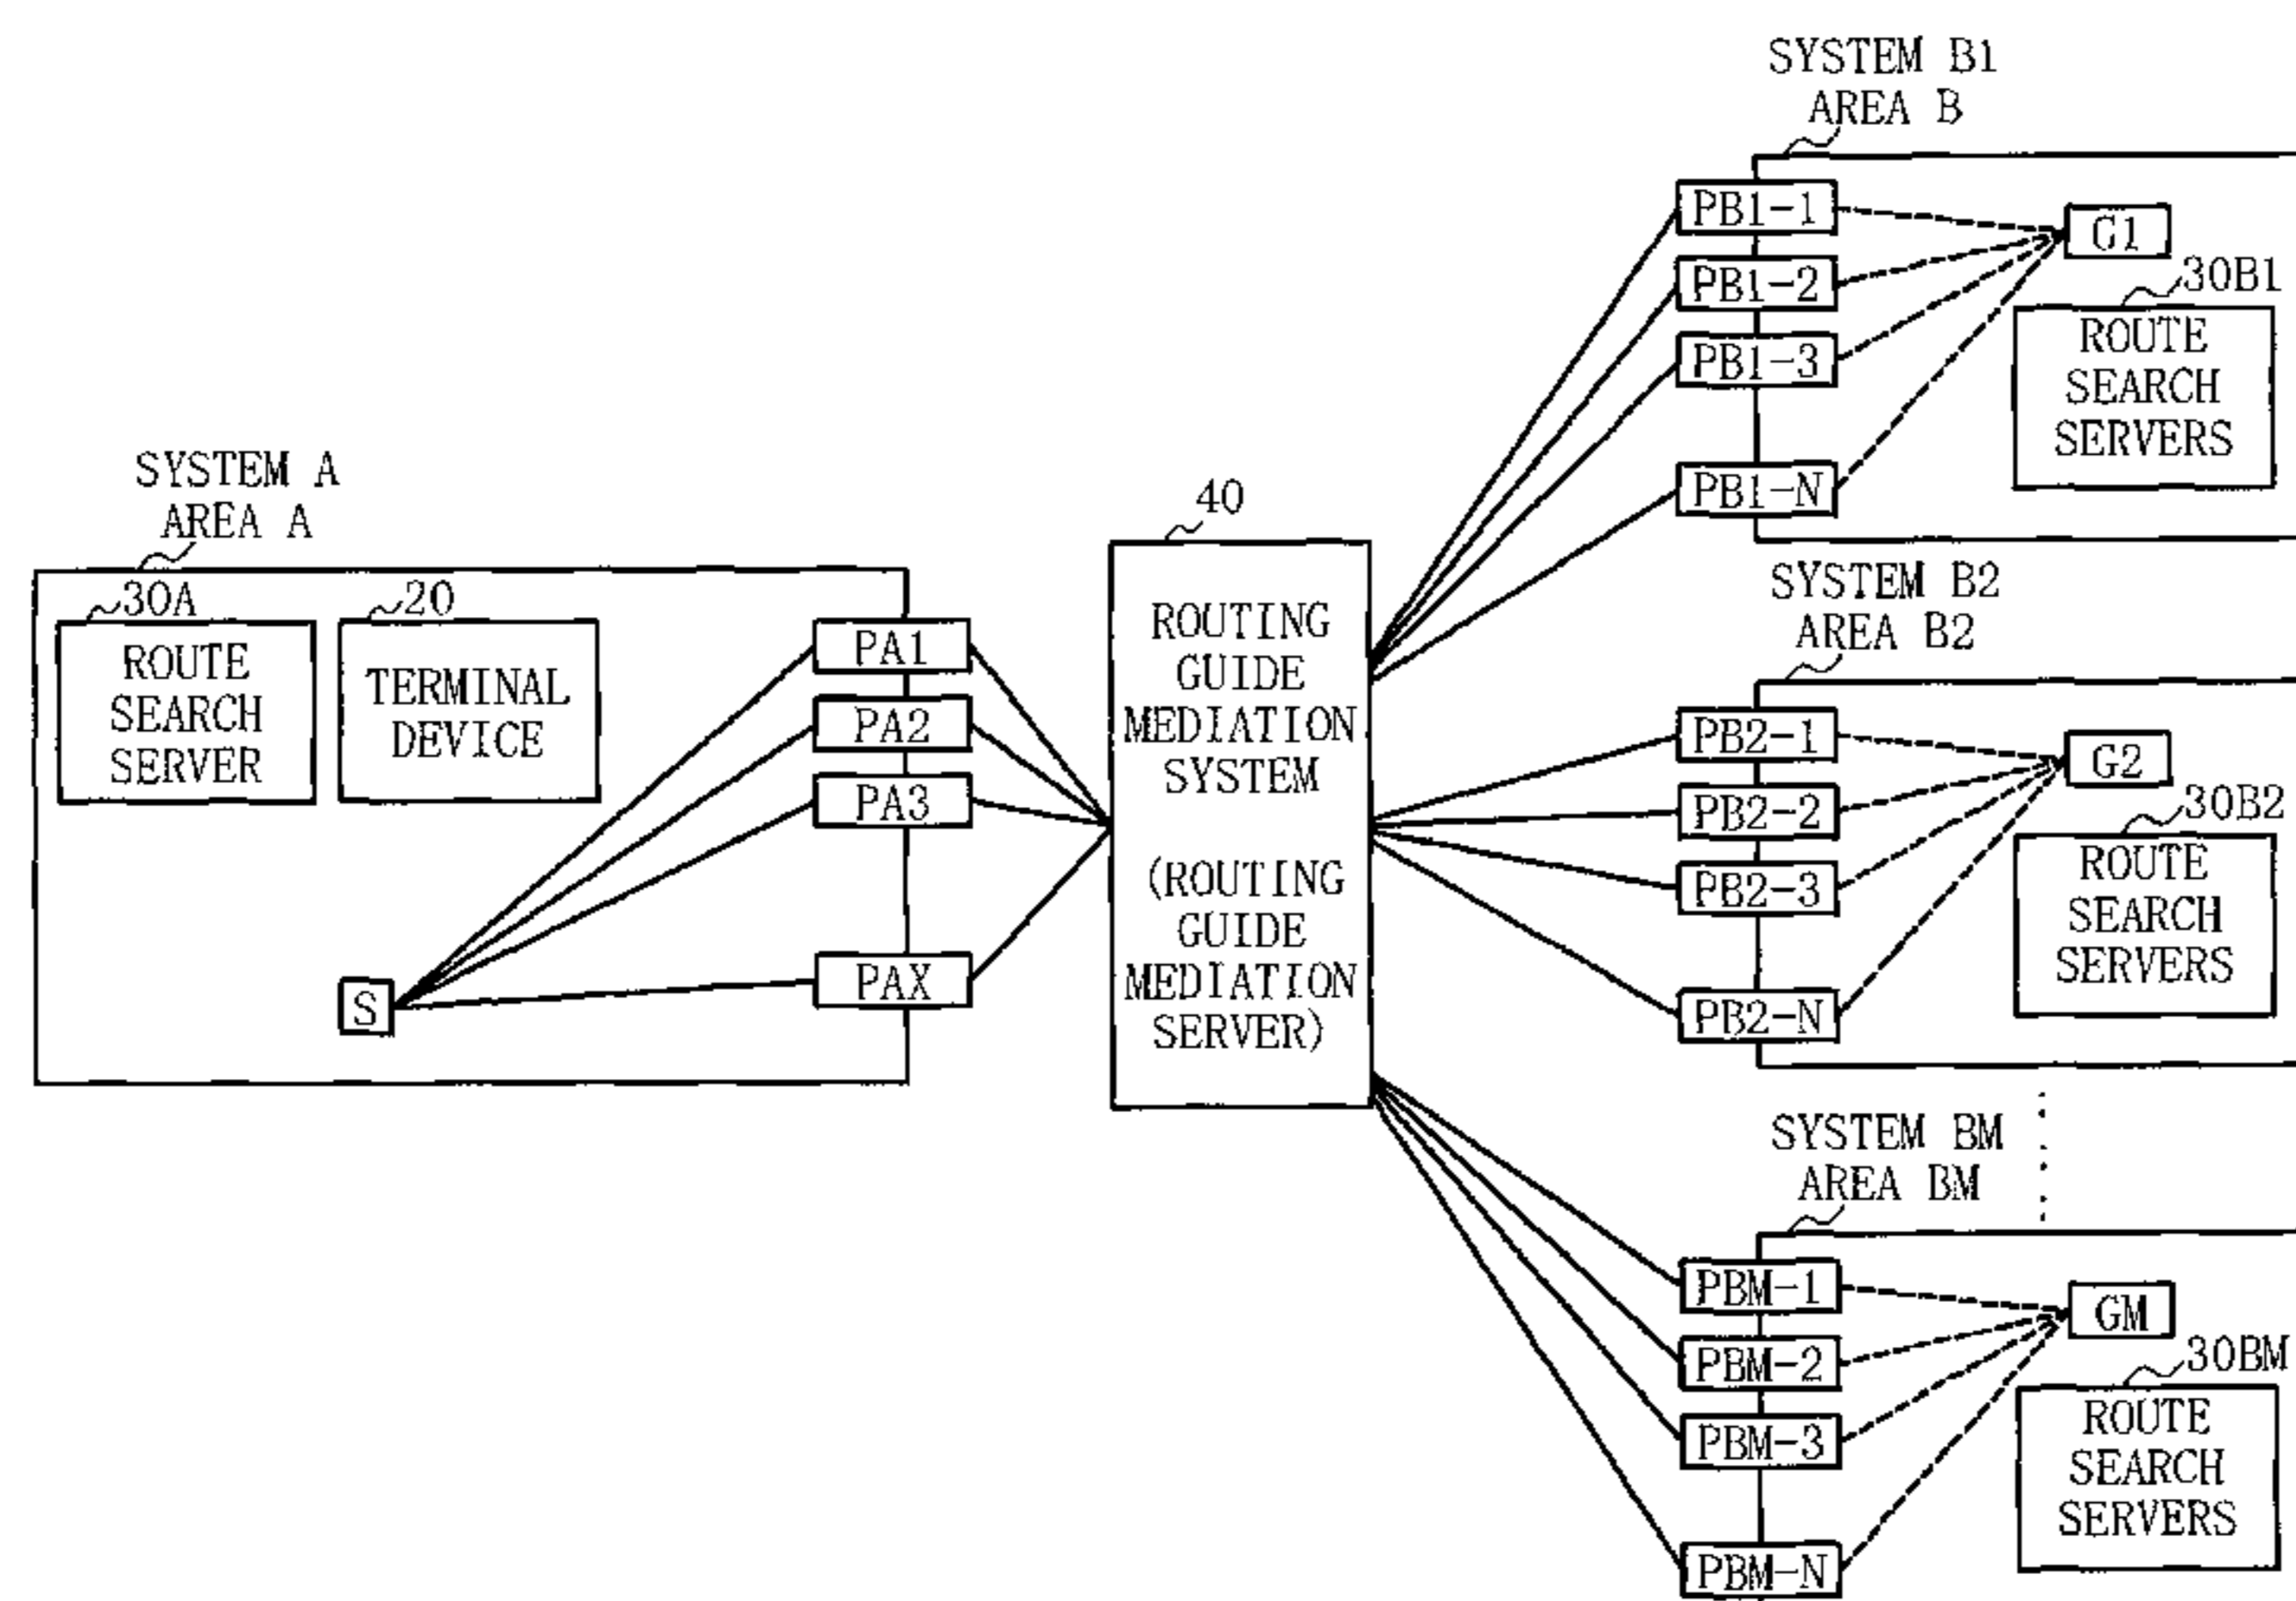 SYSTEM A
AREA A
30A
ROUTE
SEARCH
SERVER
20
TERMINAL
DEVICE
PA1
PA2
PA3
PAX
S
40
ROUTING
GUIDE
MEDIATION
SYSTEM
(ROUTING
GUIDE
MEDIATION
SERVER)
SYSTEM B1
AREA B
PB1-1
PB1-2
PB1-3
PB1-N
G1
30B1
ROUTE
SEARCH
SERVERS
SYSTEM B2
AREA B2
PB2-1
PB2-2
PB2-3
PB2-N
G2
30B2
ROUTE
SEARCH
SERVERS
SYSTEM BM
AREA BM
PBM-1
PBM-2
PBM-3
PBM-N
GM
30BM
ROUTE
SEARCH
SERVERS